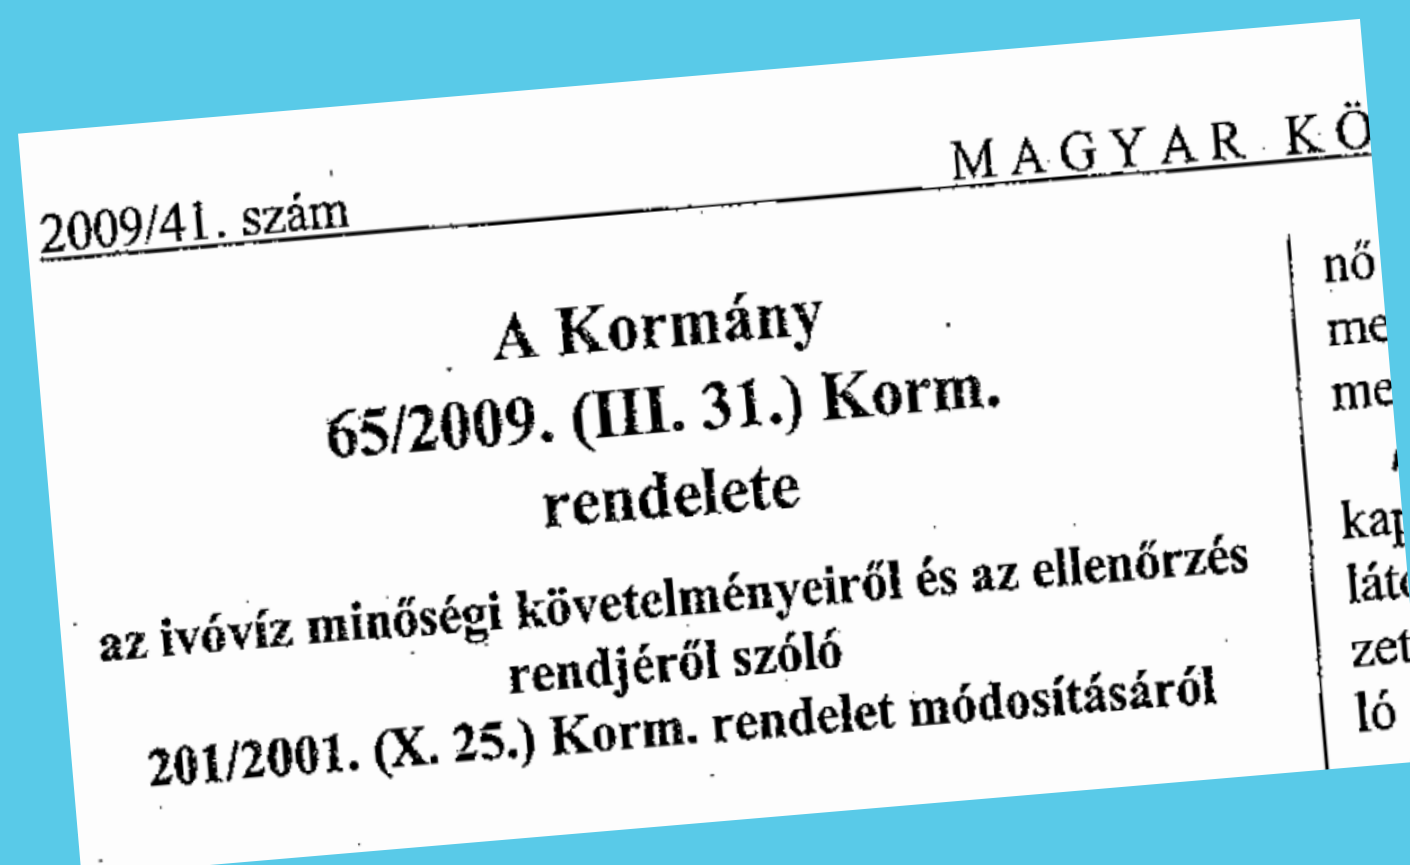 2009/41. szám
MAGYAR KÖ
A Kormány
65/2009. (III. 31.) Korm.
rendelete
az ivóvíz minőségi követelményeiről és az ellenőrzés
rendjéről szóló
201/2001. (X. 25.) Korm. rendelet módosításáról
nő
me
me
kap
láto
zet
ló